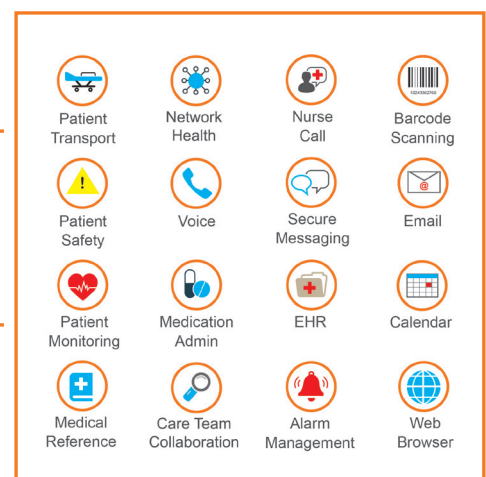 Patient
Transport
Network
Health
Nurse
Call
Barcode
Scanning
!
Patient
Safety
Voice
Secure
Messaging
@
Email
Patient
Monitoring
Medication
Admin
EHR
Calendar
Medical
Reference
Care Team
Collaboration
Alarm
Management
Web
Browser